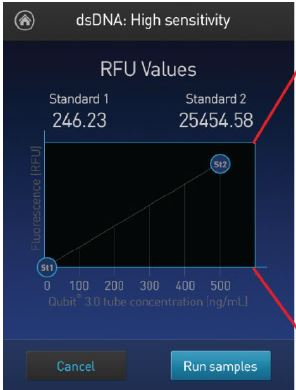 dsDNA: High sensitivity
RFU Values
Standard 1 Standard 2
246.23 25454.58
Fluorescence [RFU]
St2
St1
0 100 200 300 400 500
Qubit® 3.0 tube concentration [ng/mL]
Cancel Run samples